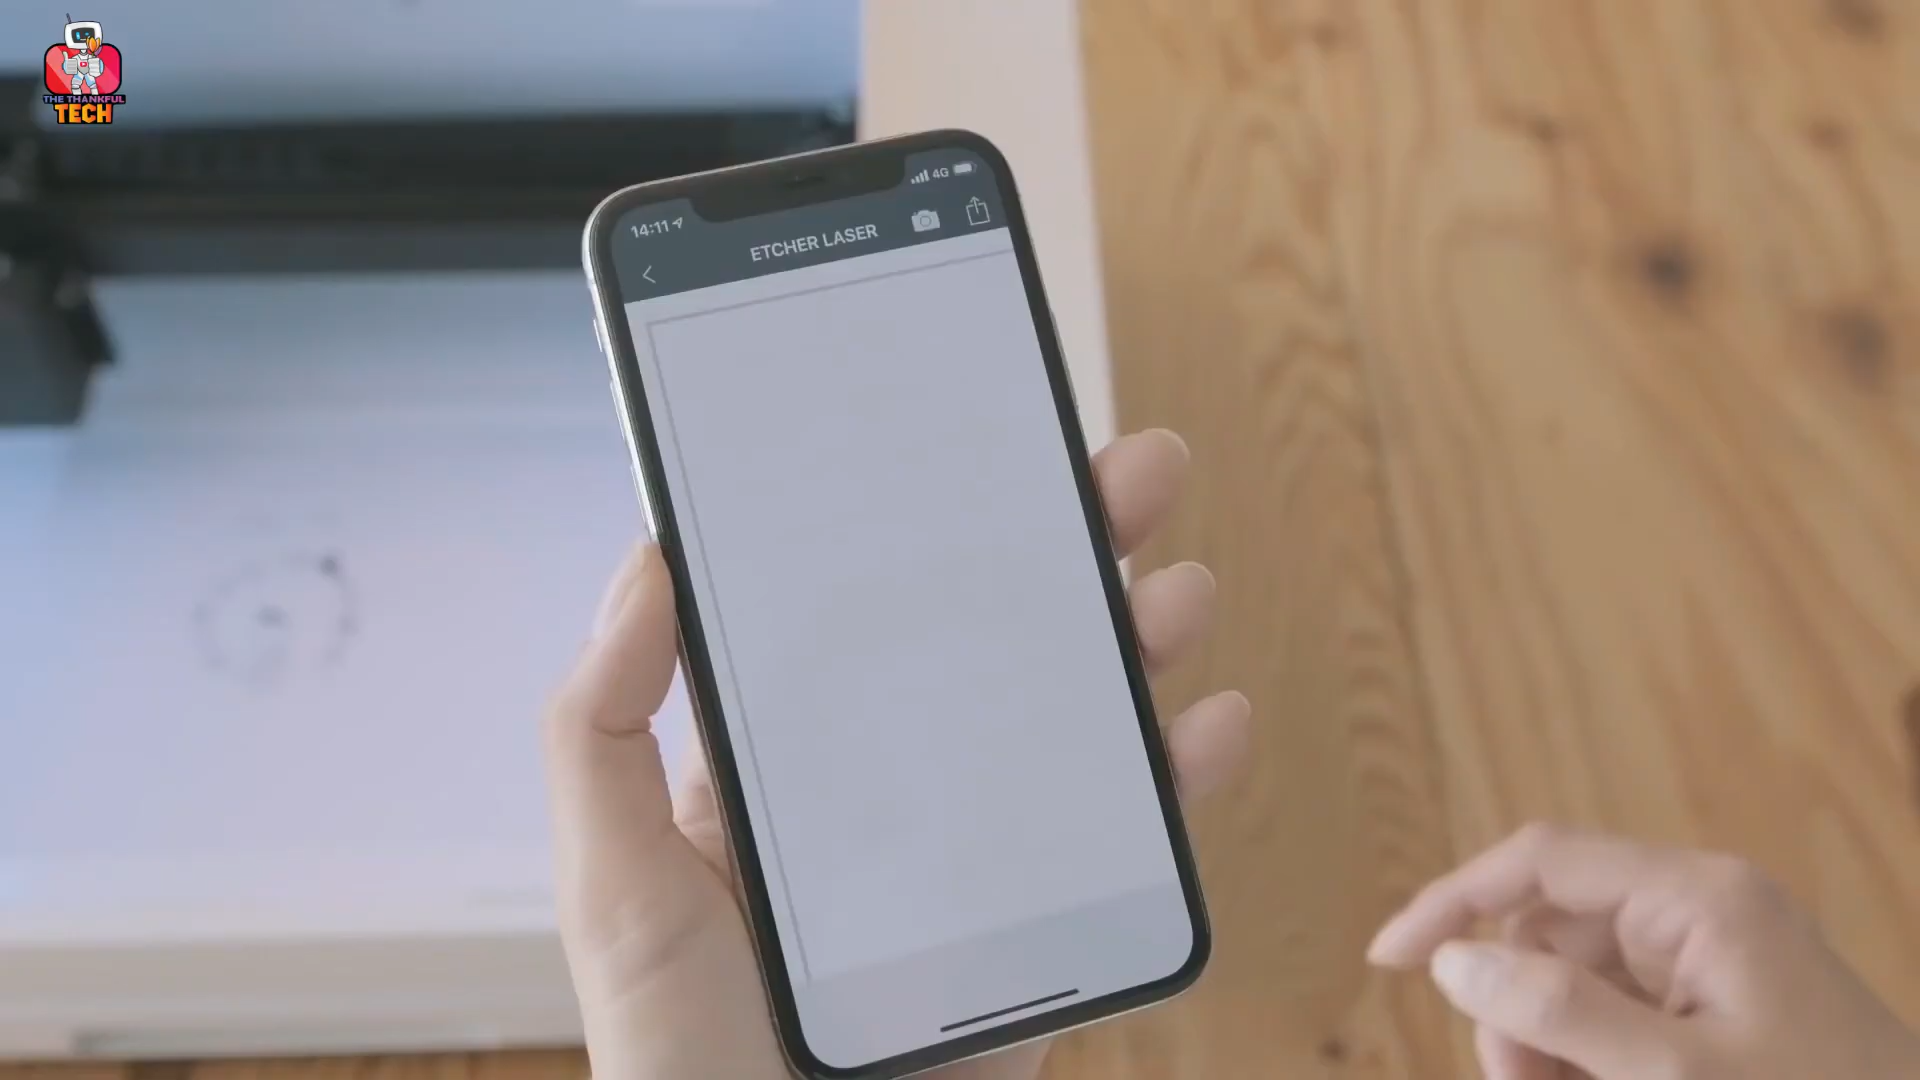 THE THANKFUL
TECH
14:11
4G
ETCHER LASER